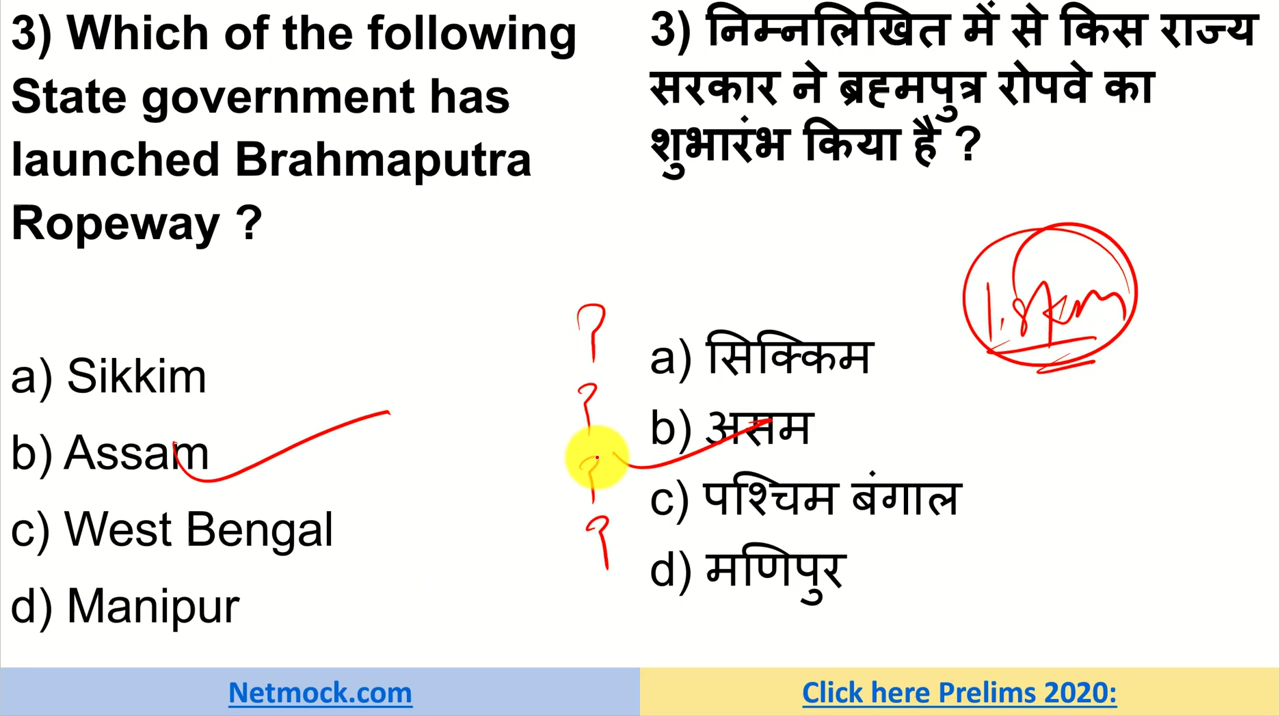 3) Which of the following
State government has
launched Brahmaputra
Ropeway ?
a) Sikkim
b) Assam
c) West Bengal
d) Manipur
3) निम्नलिखित में से किस राज्य
सरकार ने ब्रह्मपुत्र रोपवे का
शुभारंभ किया है ?
a) सिक्किम
b) असम
c) पश्चिम बंगाल
d) मणिपुर
?
?
?
?
Netmock.com
Click here Prelims 2020: